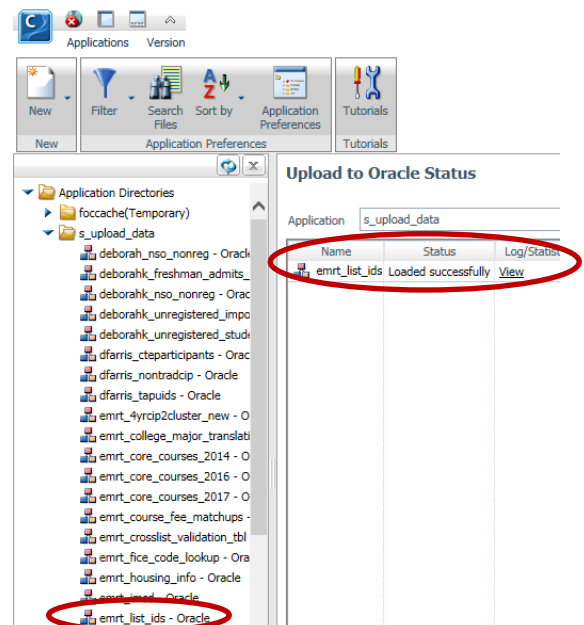 Applications Version
New Filter Search Files Sort by Application Preferences Tutorials
New Application Preferences Tutorials
Upload to Oracle Status
Application Directories
foccache(Temporary)
Application s_upload_data
s_upload_data
Name Status Log/Statist
deborah_nso_nonreg - Oracle
emrt_list_ids Loaded successfully View
deborahk_freshman_admits_
deborahk_nso_nonreg - Orac
deborahk_unregistered_impo
deborahk_unregistered_stude
dfarris_cteparticipants - Orac
dfarris_nontradcip - Oracle
dfarris_tapuids - Oracle
emrt_4yrcip2cluster_new - O
emrt_college_major_translati
emrt_core_courses_2014 - O
emrt_core_courses_2016 - O
emrt_core_courses_2017 - O
emrt_course_fee_matchups -
emrt_crosslist_validation_tbl
emrt_fice_code_lookup - Ora
emrt_housing_info - Oracle
- Oracle
emrt_list_ids - Oracle